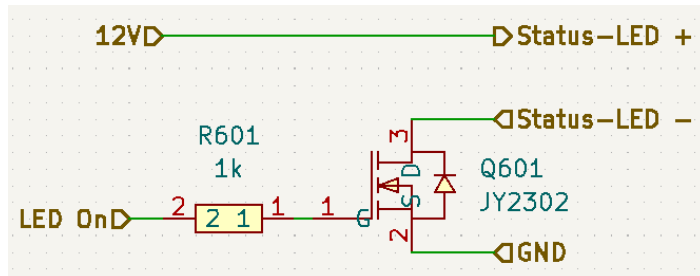 12V
Status-LED +
Status-LED -
R601
1k
3
D
Q601
JY2302
S
LED On
2
2 1
1
1
G
2
GND